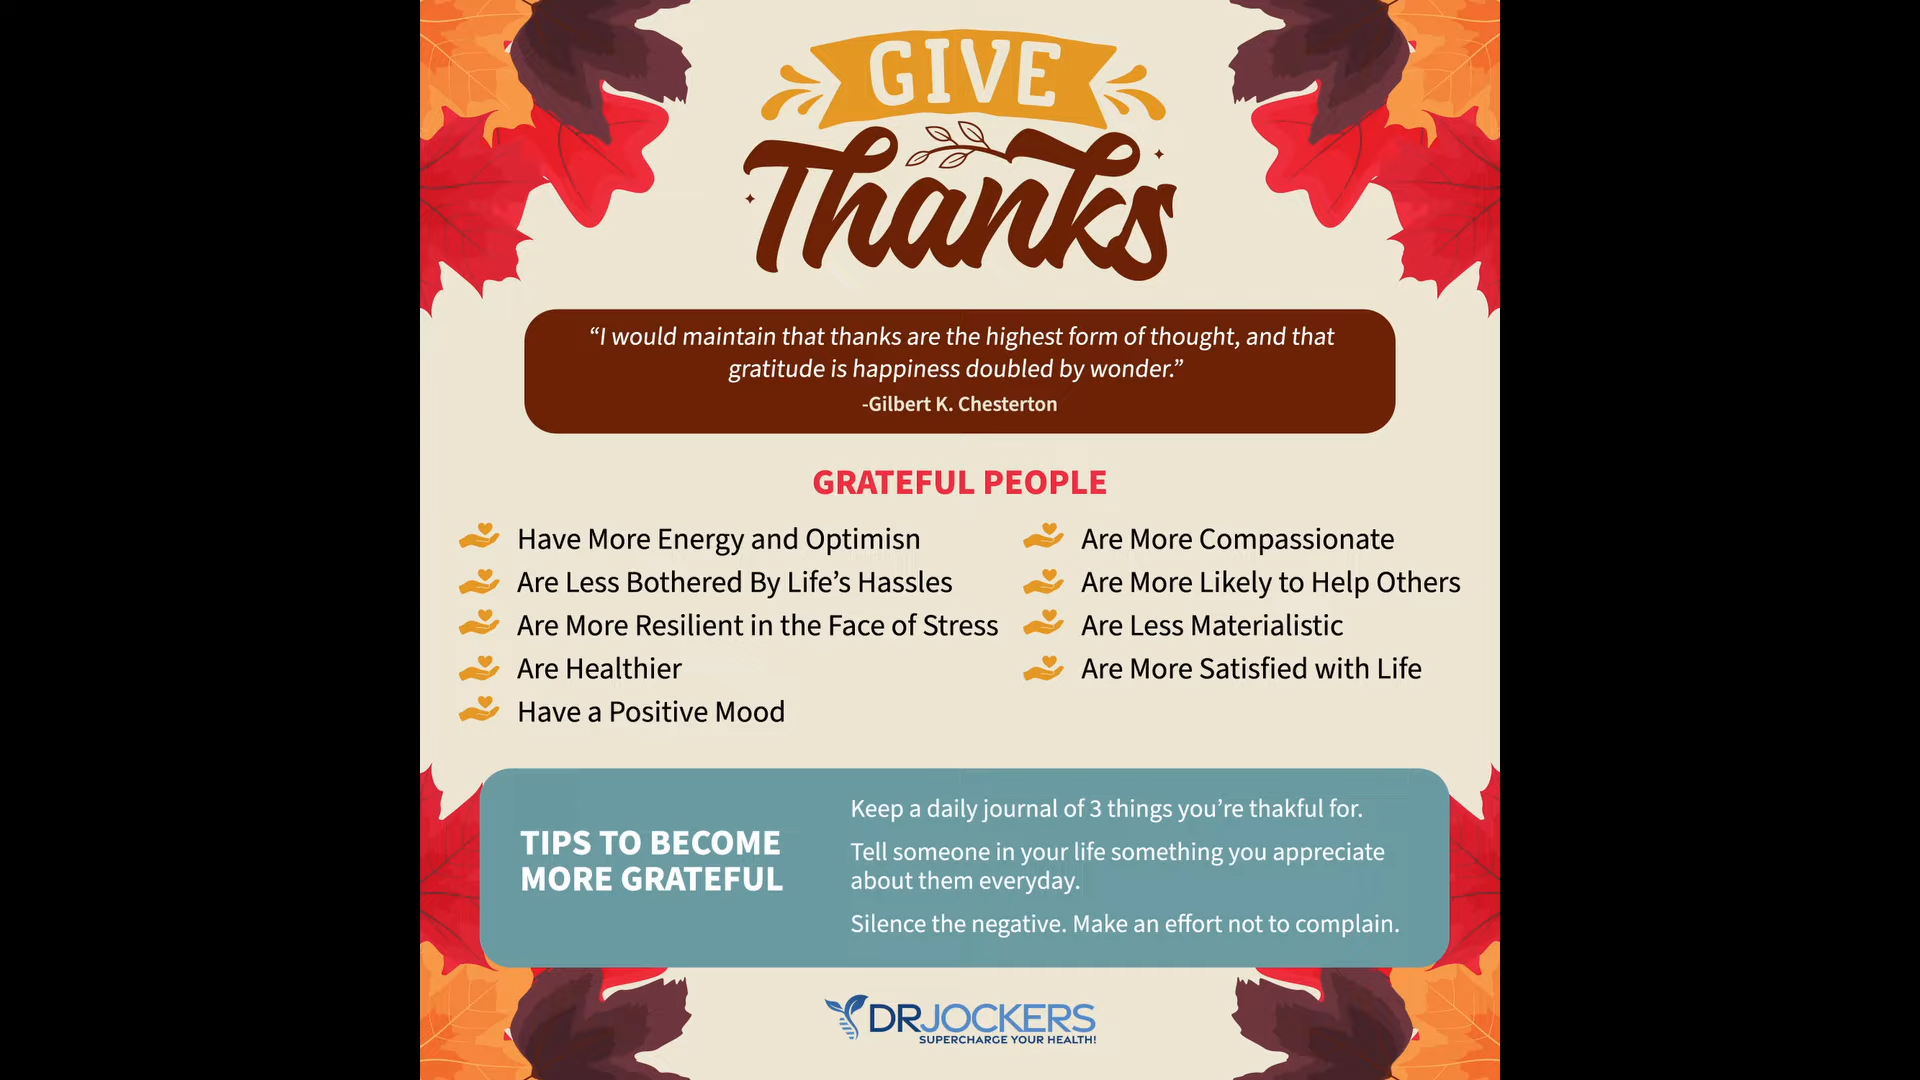 GIVE
Thanks
“I would maintain that thanks are the highest form of thought, and that
gratitude is happiness doubled by wonder.”
-Gilbert K. Chesterton
GRATEFUL PEOPLE
Have More Energy and Optimisn
Are Less Bothered By Life’s Hassles
Are More Resilient in the Face of Stress
Are Healthier
Have a Positive Mood
Are More Compassionate
Are More Likely to Help Others
Are Less Materialistic
Are More Satisfied with Life
TIPS TO BECOME
MORE GRATEFUL
Keep a daily journal of 3 things you’re thakful for.
Tell someone in your life something you appreciate
about them everyday.
Silence the negative. Make an effort not to complain.
DRJOCKERS
SUPERCHARGE YOUR HEALTH!